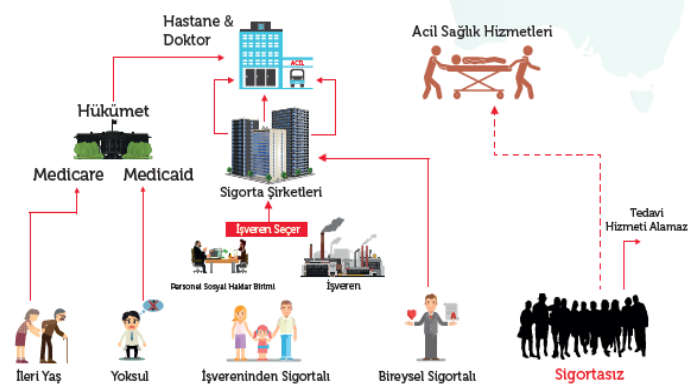 Hastane &
Doktor
ACİL
Acil Sağlık Hizmetleri
Hükümet
Medicare
Medicaid
Sigorta Şirketleri
İşveren Seçer
Personel Sosyal Haklar Birimi
İşveren
Tedavi
Hizmeti Alamaz
A
İleri Yaş
Yoksul
İşvereninden Sigortalı
Bireysel Sigortalı
Sigortasız